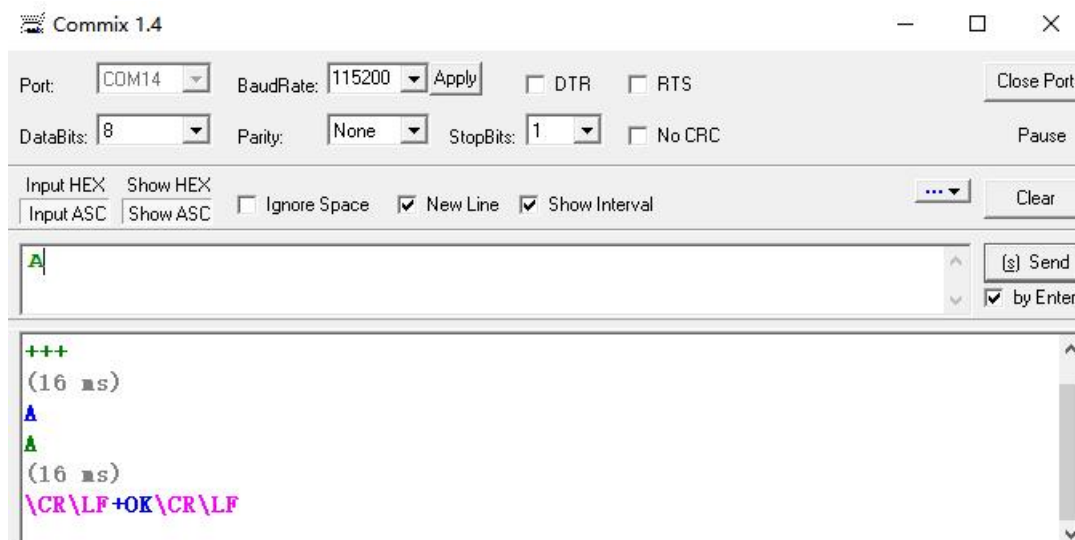 Commix 1.4
Port: COM14 BaudRate: 115200 Apply DTR RTS Close Port
DataBits: 8 Parity: None StopBits: 1 No CRC Pause
Input HEX Show HEX
Input ASC Show ASC Ignore Space New Line Show Interval ... Clear
A (s) Send
by Enter
+++
(16 ms)
A
A
(16 ms)
\CR\LF+OK\CR\LF